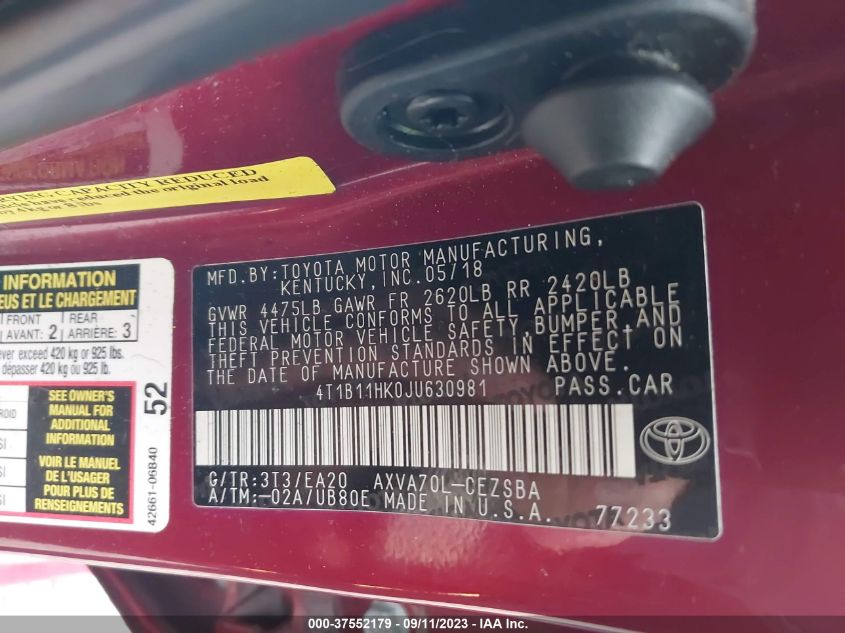 CAPACITY REDUCED
reduced the original load
INFORMATION
EUS ET LE CHARGEMENT
FRONT
AVANT: 2
REAR
ARRIÈRE: 3
ever exceed 420 kg or 925 lbs.
dépasser 420 kg ou 925 lb.
SEE OWNER'S
MANUAL FOR
ADDITIONAL
INFORMATION
VOIR LE MANUEL
DE L'USAGER
POUR PLUS DE
RENSEIGNEMENTS
52
42661-06B40
MFD. BY: TOYOTA MOTOR MANUFACTURING,
KENTUCKY, INC. 05/18
GVWR 4475LB GAWR FR 2620LB RR 2420LB
THIS VEHICLE CONFORMS TO ALL APPLICABLE
FEDERAL MOTOR VEHICLE SAFETY, BUMPER, AND
THEFT PREVENTION STANDARDS IN EFFECT ON
THE DATE OF MANUFACTURE SHOWN ABOVE.
4T1B11HK0JU630981 PASS. CAR
G/TR: 3T3/EA20 AXVA70L-CEZSBA
A/TM: -02A/UB80E MADE IN U.S.A. 77233
000-37552179 - 09/11/2023 - IAA Inc.